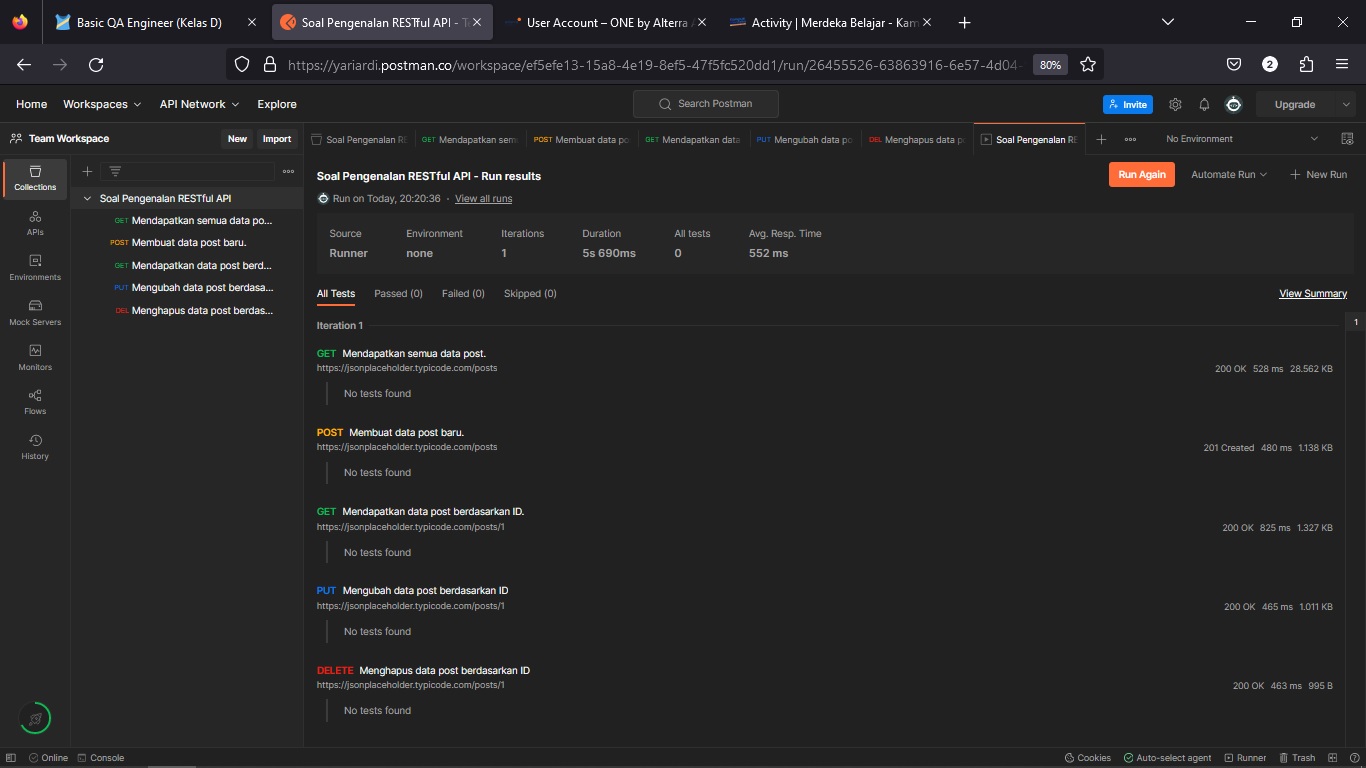 Basic QA Engineer (Kelas D)
Soal Pengenalan RESTful API - T
User Account – ONE by Alterra A
Activity | Merdeka Belajar - Kam
https://yariardi.postman.co/workspace/ef5efe13-15a8-4e19-8ef5-47f5fc520dd1/run/26455526-63863916-6e57-4d04-
80%
2
Home Workspaces API Network Explore
Search Postman
Invite
Upgrade
Team Workspace
New
Import
Soal Pengenalan RE
GET Mendapatkan sem
POST Membuat data po
GET Mendapatkan data
PUT Mengubah data po
DEL Menghapus data p
Soal Pengenalan RE
No Environment
Collections
APIs
Environments
Mock Servers
Monitors
Flows
History
Soal Pengenalan RESTful API
GET Mendapatkan semua data po...
POST Membuat data post baru.
GET Mendapatkan data post berd...
PUT Mengubah data post berdasa...
DEL Menghapus data post berdas...
Soal Pengenalan RESTful API - Run results
Run Again
Automate Run
New Run
Run on Today, 20:20:36 · View all runs
Source Environment Iterations Duration All tests Avg. Resp. Time
Runner none 1 5s 690ms 0 552 ms
All Tests Passed (0) Failed (0) Skipped (0)
View Summary
Iteration 1
1
GET Mendapatkan semua data post.
https://jsonplaceholder.typicode.com/posts
200 OK 528 ms 28.562 KB
No tests found
POST Membuat data post baru.
https://jsonplaceholder.typicode.com/posts
201 Created 480 ms 1.138 KB
No tests found
GET Mendapatkan data post berdasarkan ID.
https://jsonplaceholder.typicode.com/posts/1
200 OK 825 ms 1.327 KB
No tests found
PUT Mengubah data post berdasarkan ID
https://jsonplaceholder.typicode.com/posts/1
200 OK 465 ms 1.011 KB
No tests found
DELETE Menghapus data post berdasarkan ID
https://jsonplaceholder.typicode.com/posts/1
200 OK 463 ms 995 B
No tests found
Online
Console
Cookies
Auto-select agent
Runner
Trash